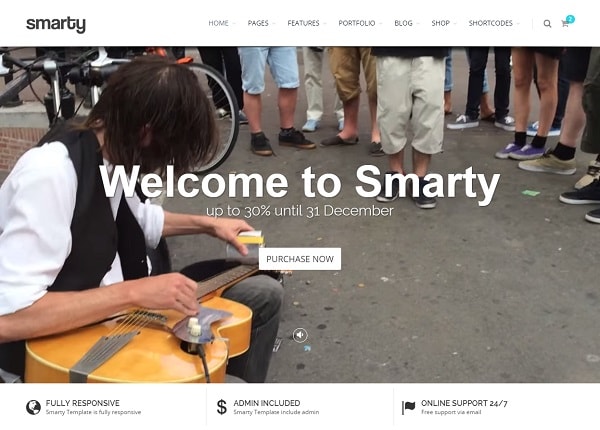 smarty
HOME PAGES FEATURES PORTFOLIO BLOG SHOP SHORTCODES 2
Welcome to Smarty
up to 30% until 31 December
PURCHASE NOW
FULLY RESPONSIVE
Smarty Template is fully responsive
$ ADMIN INCLUDED
Smarty Template include admin
ONLINE SUPPORT 24/7
Free support via email